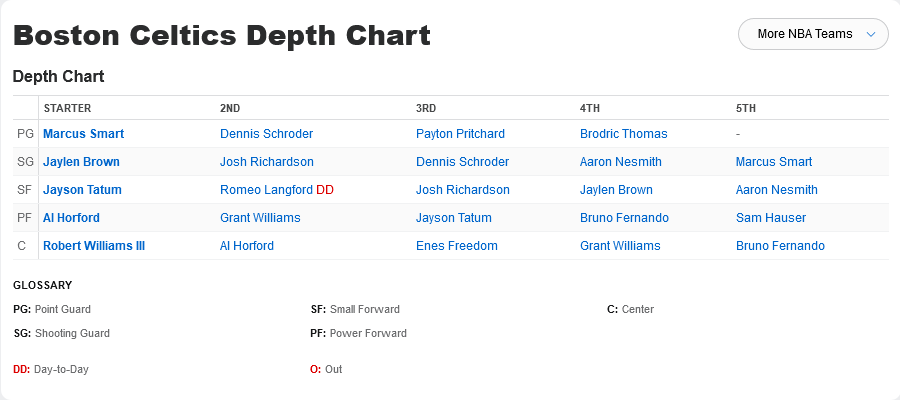 Boston Celtics Depth Chart
More NBA Teams
Depth Chart
STARTER 2ND 3RD 4TH 5TH
PG Marcus Smart Dennis Schroder Payton Pritchard Brodric Thomas -
SG Jaylen Brown Josh Richardson Dennis Schroder Aaron Nesmith Marcus Smart
SF Jayson Tatum Romeo Langford DD Josh Richardson Jaylen Brown Aaron Nesmith
PF Al Horford Grant Williams Jayson Tatum Bruno Fernando Sam Hauser
C Robert Williams III Al Horford Enes Freedom Grant Williams Bruno Fernando
GLOSSARY
PG: Point Guard SF: Small Forward C: Center
SG: Shooting Guard PF: Power Forward
DD: Day-to-Day O: Out